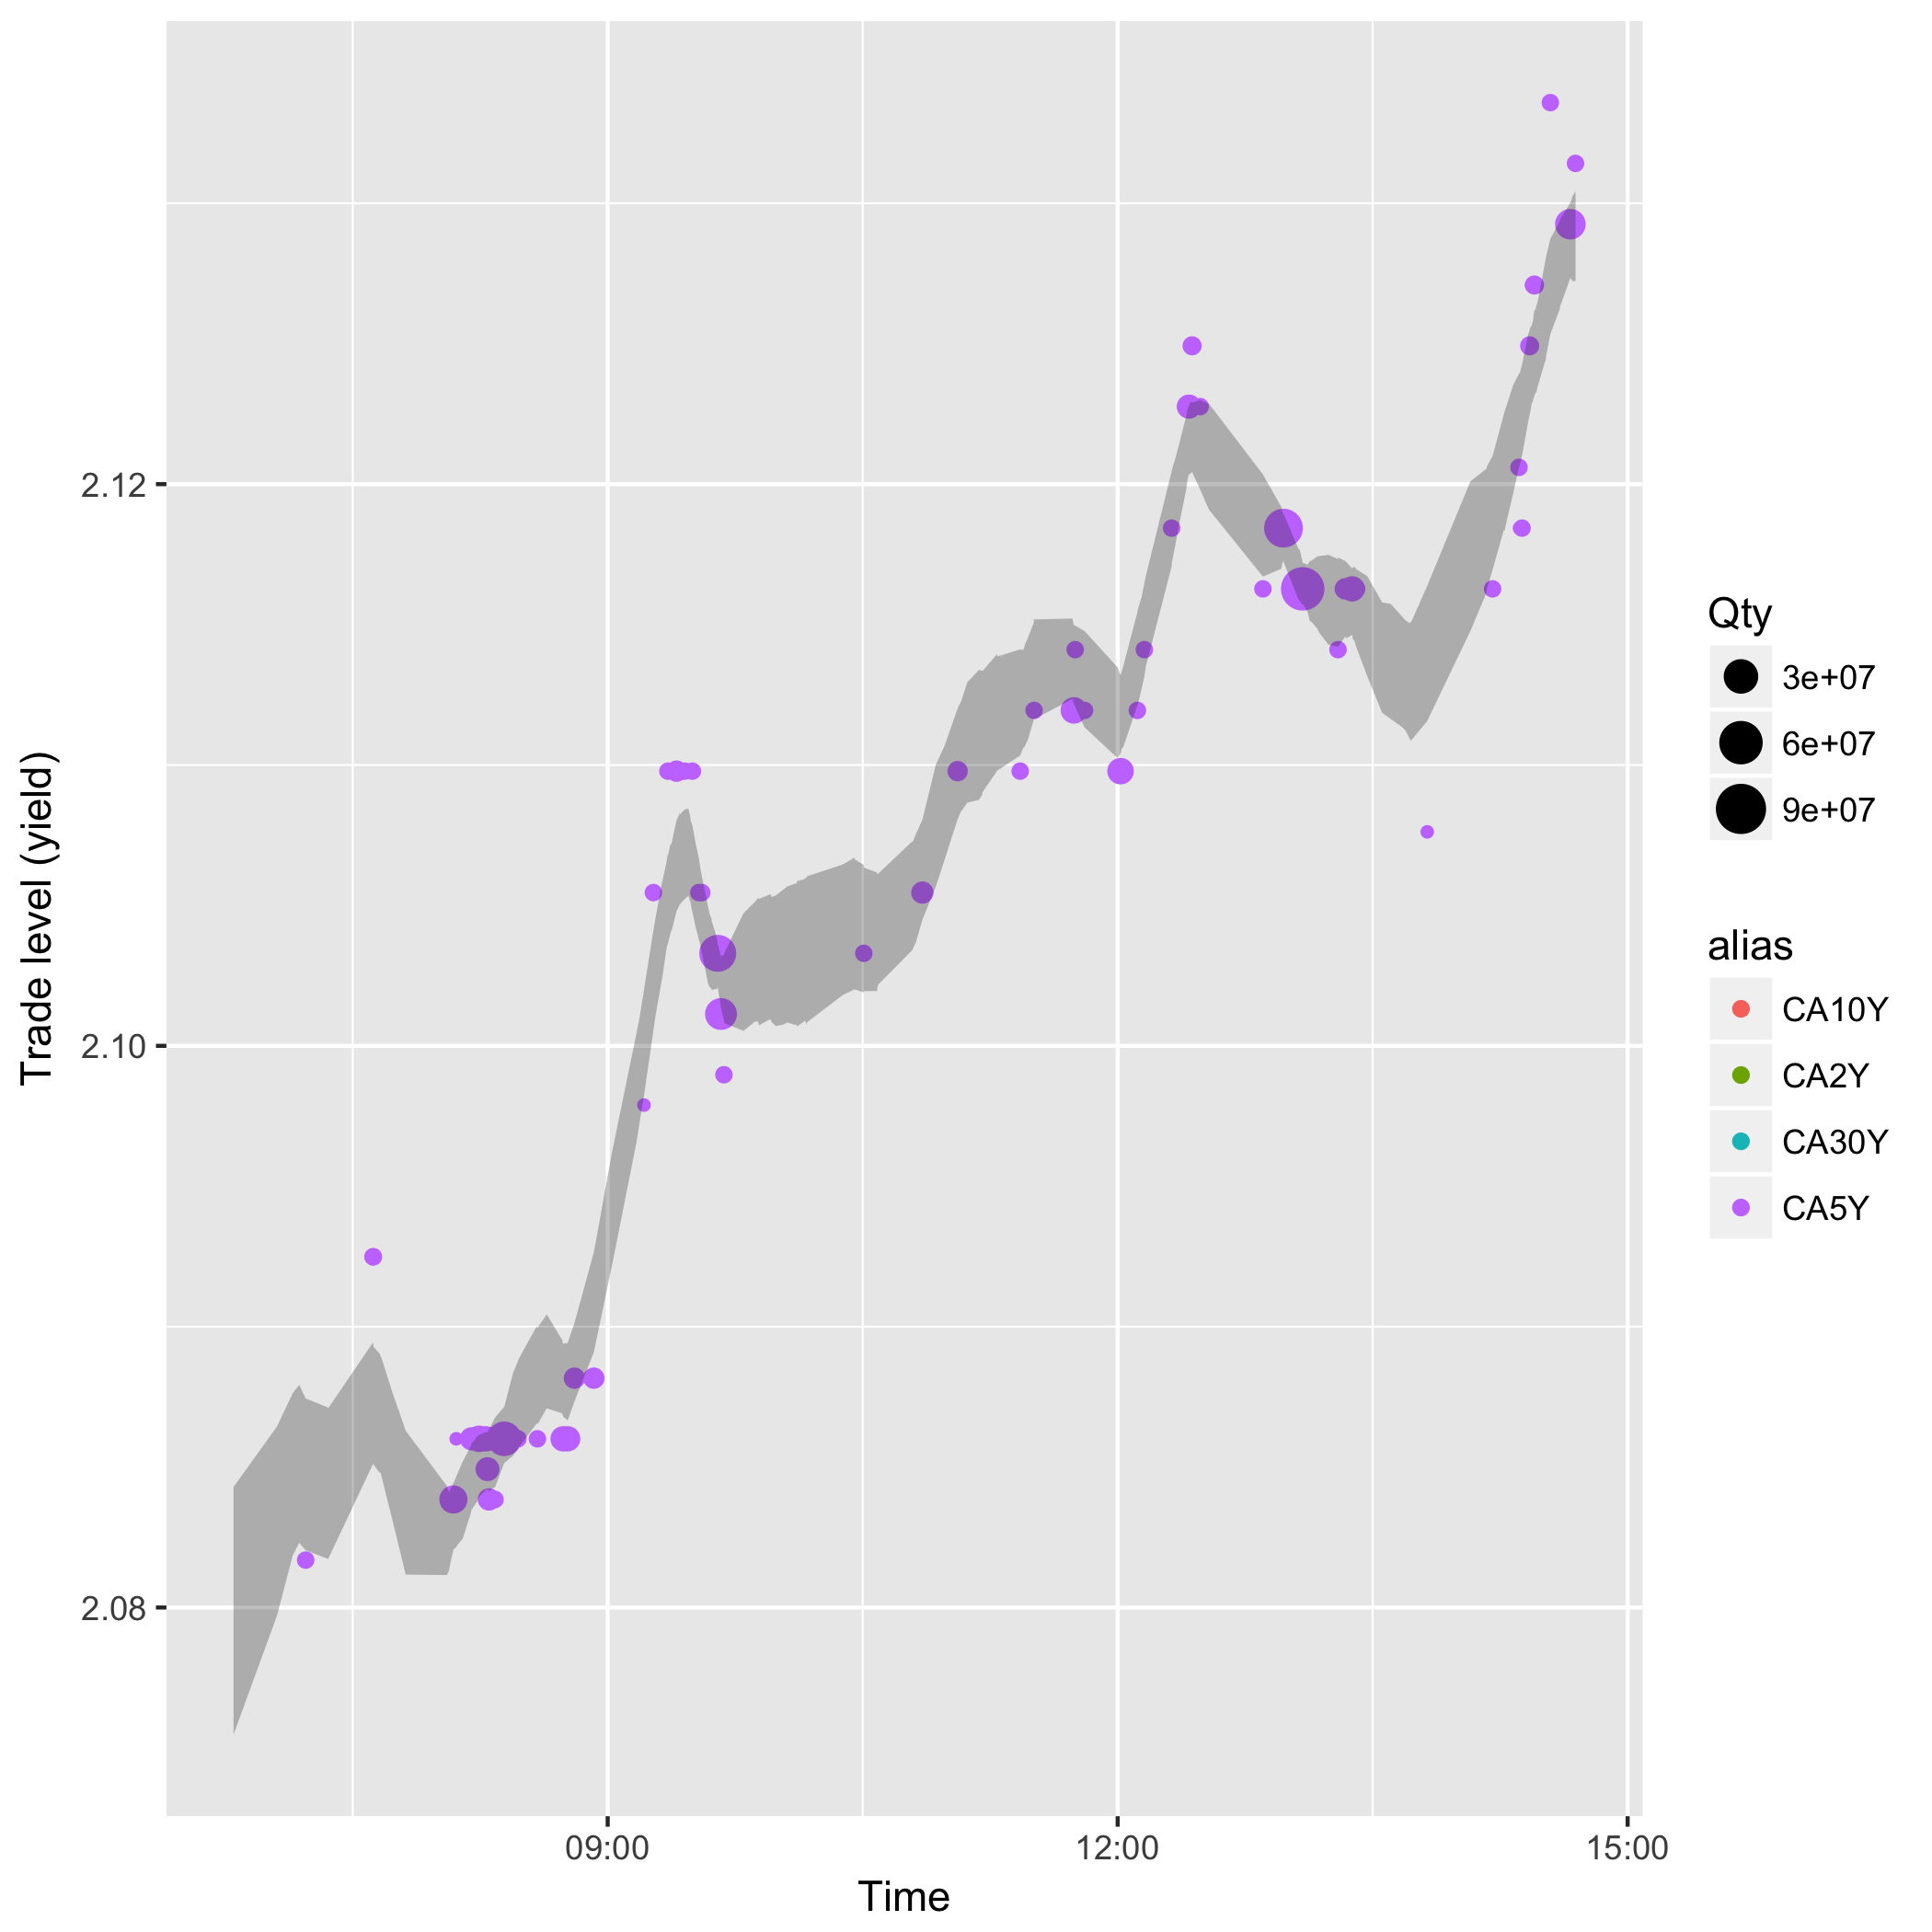 Trade level (yield)
2.12
2.10
2.08
09:00
12:00
15:00
Time
Qty
3e+07
6e+07
9e+07
alias
CA10Y
CA2Y
CA30Y
CA5Y